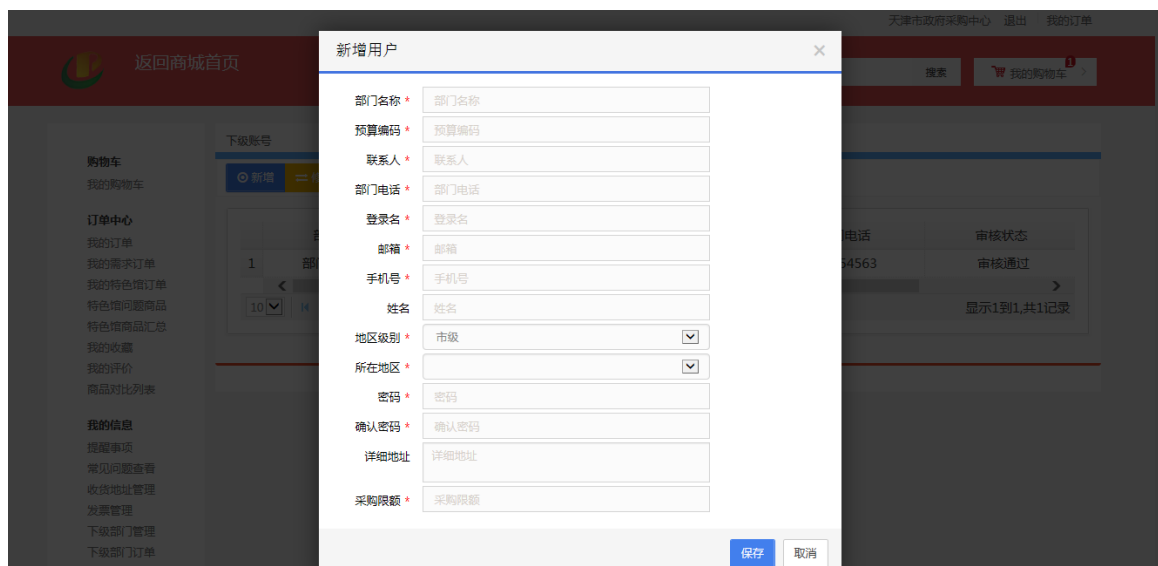 天津市政府采购中心 退出 我的订单
返回商城首页
搜索
我的购物车
1
新增用户
×
部门名称 * 部门名称
预算编码 * 预算编码
联系人 * 联系人
部门电话 * 部门电话
登录名 * 登录名
邮箱 * 邮箱
手机号 * 手机号
姓名 姓名
地区级别 * 市级
所在地区 *
密码 * 密码
确认密码 * 确认密码
详细地址 详细地址
采购限额 * 采购限额
保存 取消
购物车
我的购物车
订单中心
我的订单
我的需求订单
我的特色馆订单
特色馆问题商品
特色馆商品汇总
我的收藏
我的评价
商品对比列表
我的信息
提醒事项
常见问题查看
收货地址管理
发票管理
下级部门管理
下级部门订单
下级账号
新增
电话 审核状态
1 部 54563 审核通过
10
显示1到1,共1记录